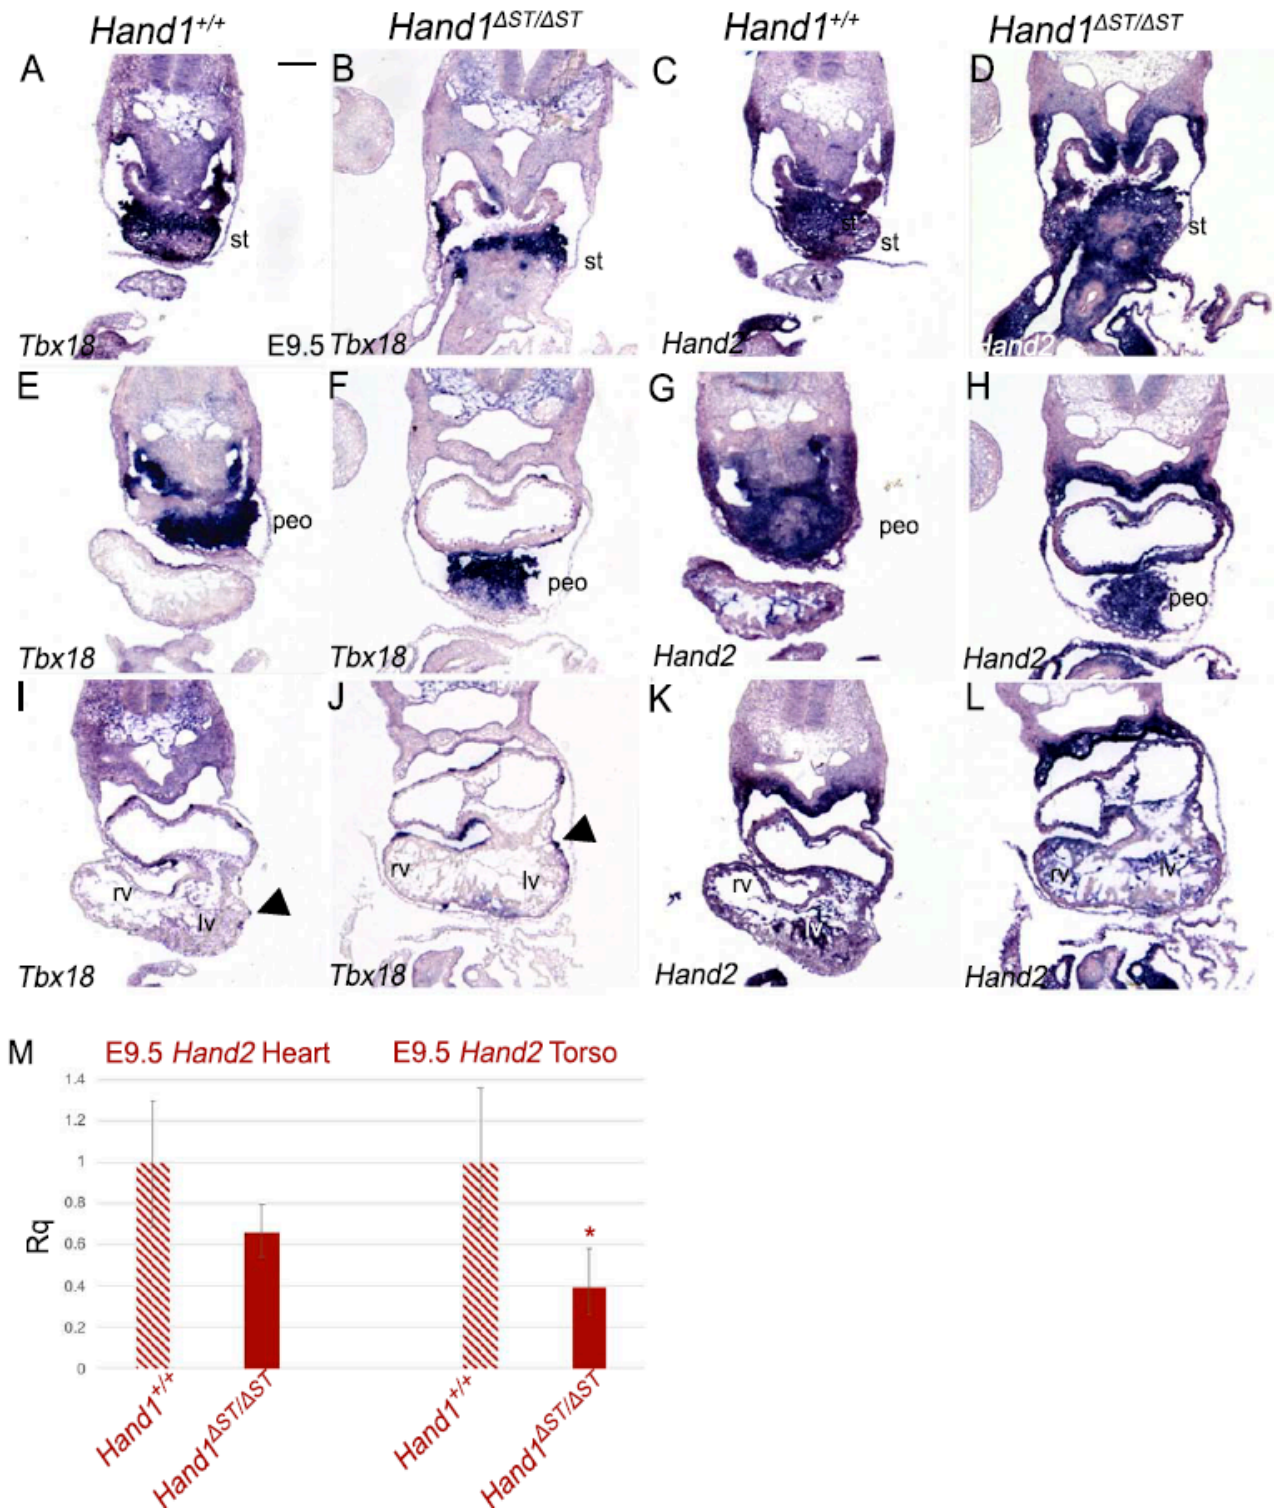 Hand1+/+ Hand1ΔST/ΔST Hand1+/+ Hand1ΔST/ΔST
A B C D
st st st st st
Tbx18 E9.5 Tbx18 Hand2 Hand2
E F G H
peo peo peo peo
Tbx18 Tbx18 Hand2 Hand2
I J K L
rv lv rv lv rv lv rv lv
Tbx18 Tbx18 Hand2 Hand2
M E9.5 Hand2 Heart E9.5 Hand2 Torso
1.4
1.2
1
0.8
*
0.6
0.4
0.2
0
Rq
Hand1+/+ Hand1ΔST/ΔST Hand1+/+ Hand1ΔST/ΔST